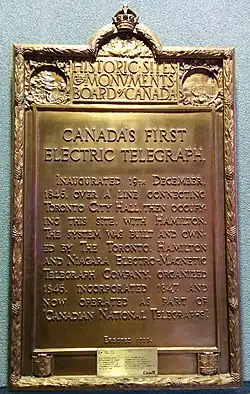 HISTORIC SITES
AND MONUMENTS
BOARD OF CANADA
CANADA'S FIRST
ELECTRIC TELEGRAPH.
INAUGURATED 19TH DECEMBER,
1846, OVER A LINE CONNECTING
TORONTO CITY HALL, THEN OCCUPY-
ING THIS SITE WITH HAMILTON.
THE SYSTEM WAS BUILT AND OWN-
ED BY THE TORONTO, HAMILTON
AND NIAGARA ELECTRO-MAGNETIC
TELEGRAPH COMPANY, ORGANIZED
1846, INCORPORATED 1847 AND
NOW OPERATED AS PART OF
"CANADIAN NATIONAL TELEGRAPHS".
ERECTED
Canada